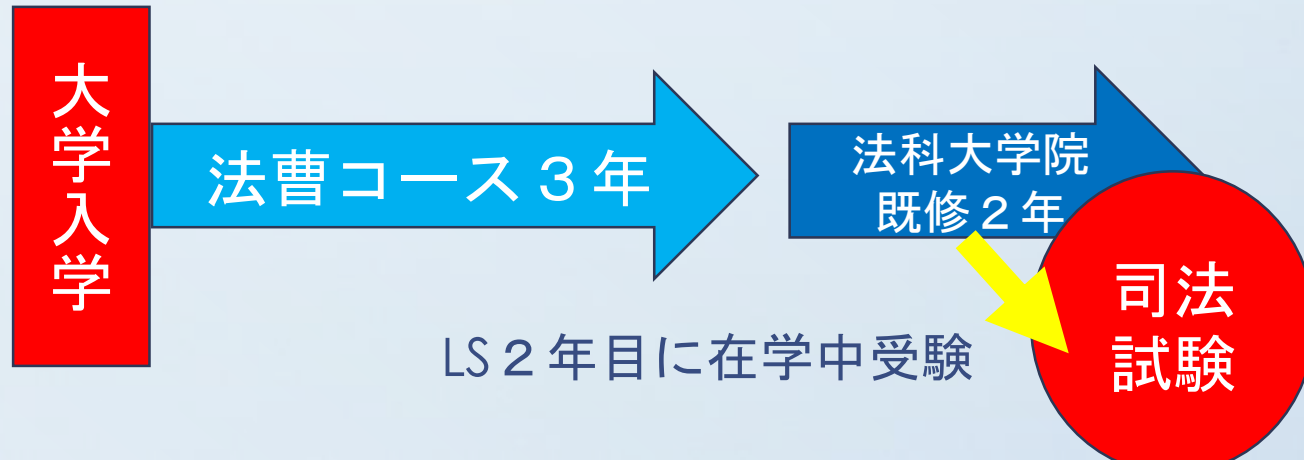 大学入学
法曹コース３年
法科大学院
既修２年
司法
試験
LS２年目に在学中受験